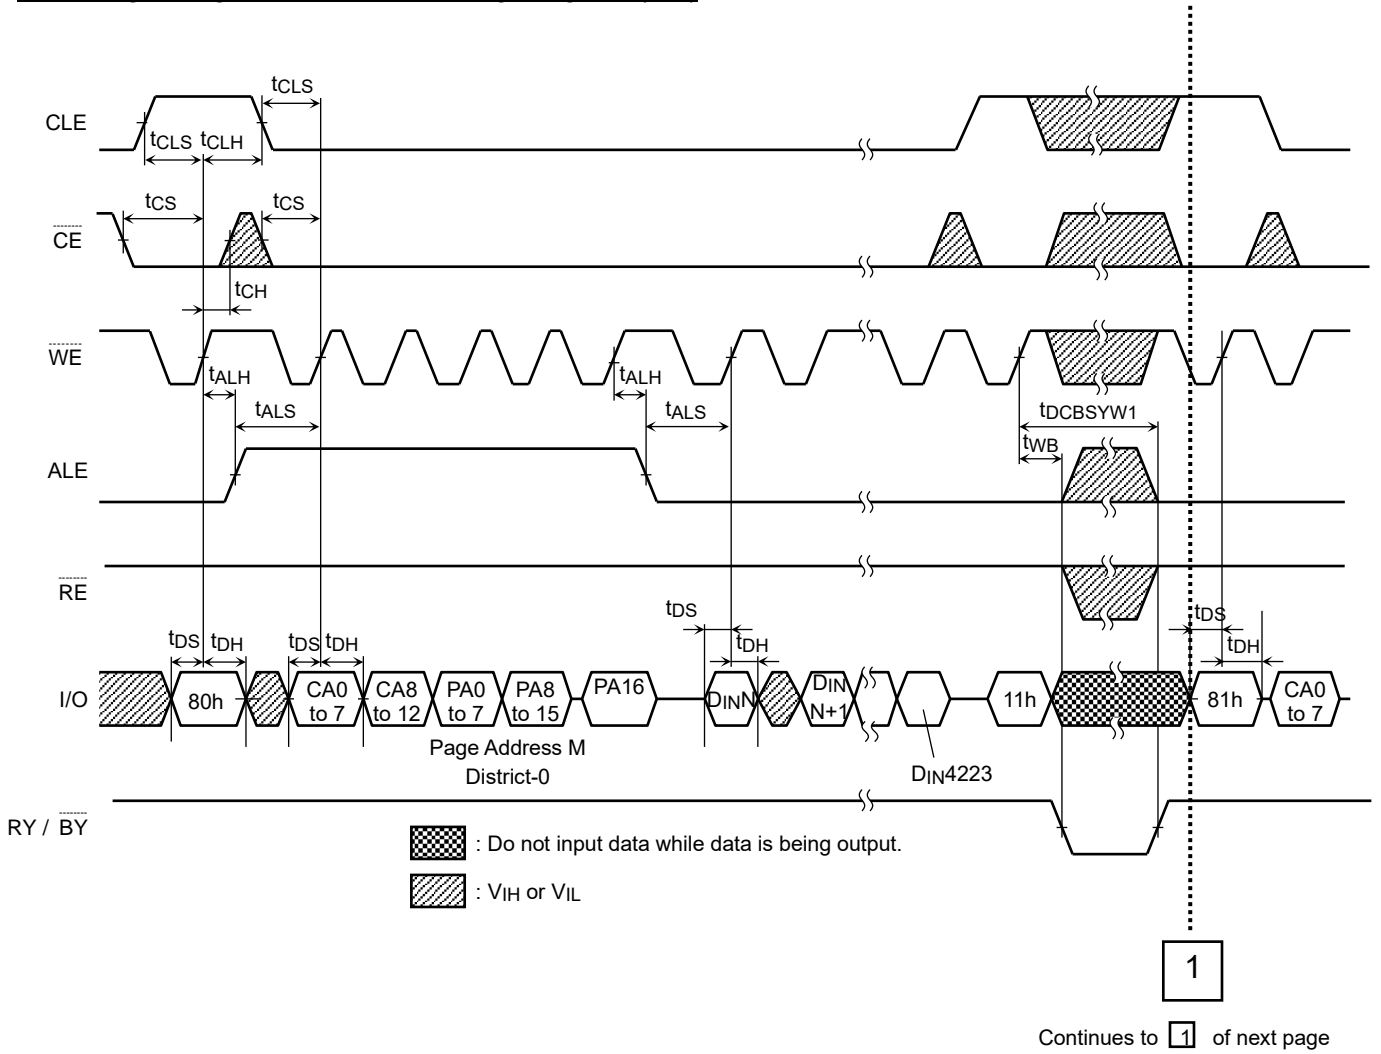 tCLS
CLE
tCLS tCLH
tCS tCS
CE
tCH
WE
tALH tALH
tALS tALS tDCBSYW1
tWB
ALE
RE
tDS tDH tDS tDH tDS tDH tDS tDH
I/O 80h CA0 to 7 CA8 to 12 PA0 to 7 PA8 to 15 PA16 DINN DIN N+1 11h 81h CA0 to 7
Page Address M
District-0
DIN4223
RY / BY
: Do not input data while data is being output.
: VIH or VIL
1
Continues to 1 of next page